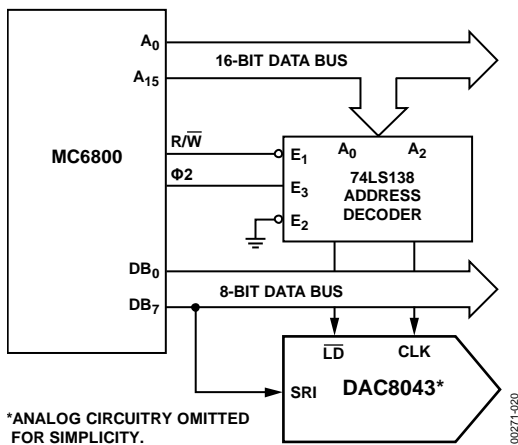 A0
16-BIT DATA BUS
A15
MC6800
R/W̅
Φ2
E1
E3
E2
A0 A2
74LS138
ADDRESS
DECODER
DB0
8-BIT DATA BUS
DB7
L̅D̅ CLK
SRI
DAC8043*
*ANALOG CIRCUITRY OMITTED
FOR SIMPLICITY.
00271-020